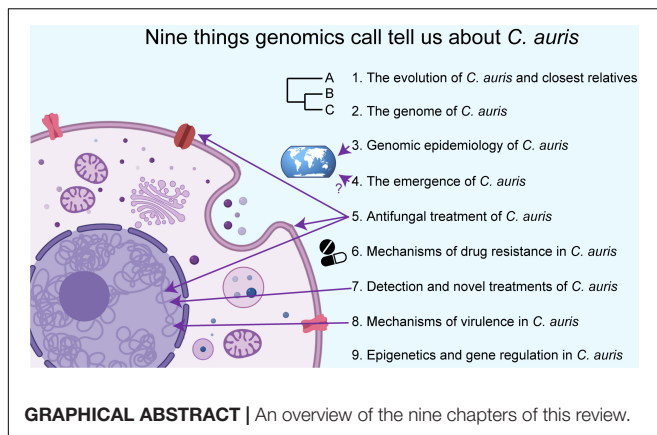 Nine things genomics call tell us about C. auris
A
B
C
1. The evolution of C. auris and closest relatives
2. The genome of C. auris
3. Genomic epidemiology of C. auris
?
4. The emergence of C. auris
5. Antifungal treatment of C. auris
6. Mechanisms of drug resistance in C. auris
7. Detection and novel treatments of C. auris
8. Mechanisms of virulence in C. auris
9. Epigenetics and gene regulation in C. auris
GRAPHICAL ABSTRACT | An overview of the nine chapters of this review.